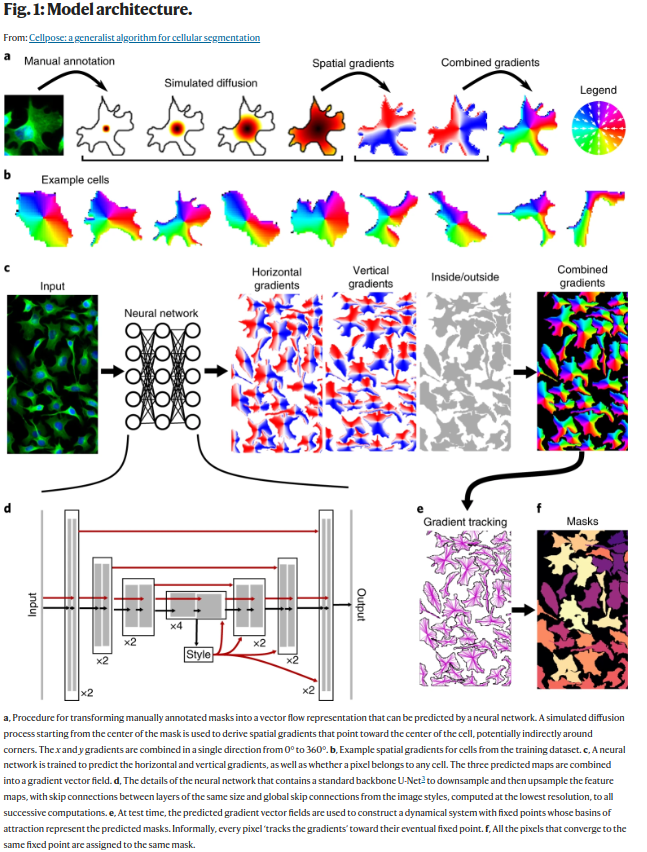 Fig. 1: Model architecture.
From: Cellpose: a generalist algorithm for cellular segmentation
a
Manual annotation
Simulated diffusion
Spatial gradients
Combined gradients
Legend
b
Example cells
c
Input
Neural network
Horizontal
gradients
Vertical
gradients
Inside/outside
Combined
gradients
d
Input
×2
×2
×2
×4
Style
×2
×2
×2
Output
e
Gradient tracking
f
Masks
a, Procedure for transforming manually annotated masks into a vector flow representation that can be predicted by a neural network. A simulated diffusion
process starting from the center of the mask is used to derive spatial gradients that point toward the center of the cell, potentially indirectly around
corners. The x and y gradients are combined in a single direction from 0° to 360°. b, Example spatial gradients for cells from the training dataset. c, A neural
network is trained to predict the horizontal and vertical gradients, as well as whether a pixel belongs to any cell. The three predicted maps are combined
into a gradient vector field. d, The details of the neural network that contains a standard backbone U-Net3 to downsample and then upsample the feature
maps, with skip connections between layers of the same size and global skip connections from the image styles, computed at the lowest resolution, to all
successive computations. e, At test time, the predicted gradient vector fields are used to construct a dynamical system with fixed points whose basins of
attraction represent the predicted masks. Informally, every pixel 'tracks the gradients' toward their eventual fixed point. f, All the pixels that converge to the
same fixed point are assigned to the same mask.